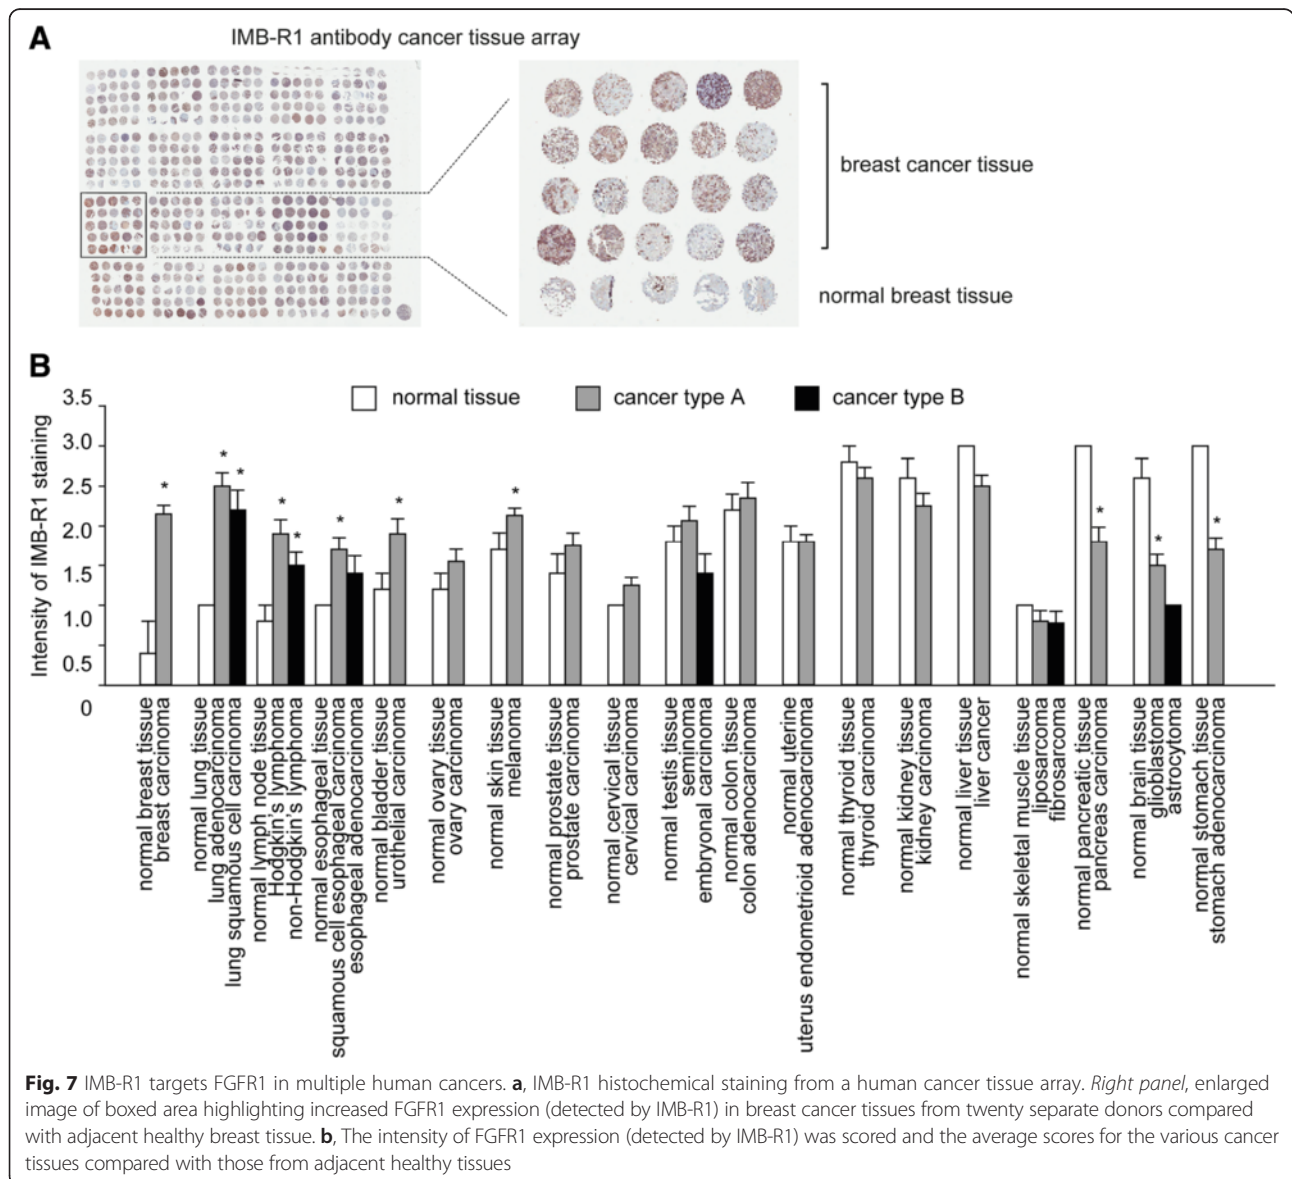 A
IMB-R1 antibody cancer tissue array
breast cancer tissue
normal breast tissue
B
normal tissue
cancer type A
cancer type B
Intensity of IMB-R1 staining
3.5
3.0
2.5
2.0
1.5
1.0
0.5
0
* * * * * * * * * * * *
normal breast tissue
breast carcinoma
normal lung tissue
lung adenocarcinoma
lung squamous cell carcinoma
normal lymph node tissue
Hodgkin's lymphoma
non-Hodgkin's lymphoma
normal esophageal tissue
squamous cell esophageal carcinoma
esophageal adenocarcinoma
normal bladder tissue
urothelial carcinoma
normal ovary tissue
ovary carcinoma
normal skin tissue
melanoma
normal prostate tissue
prostate carcinoma
normal cervical tissue
cervical carcinoma
normal testis tissue
seminoma
embryonal carcinoma
normal colon tissue
colon adenocarcinoma
normal uterine
uterus endometrioid adenocarcinoma
normal thyroid tissue
thyroid carcinoma
normal kidney tissue
kidney carcinoma
normal liver tissue
liver cancer
normal skeletal muscle tissue
liposarcoma
fibrosarcoma
normal pancreatic tissue
pancreas carcinoma
normal brain tissue
glioblastoma
astrocytoma
normal stomach tissue
stomach adenocarcinoma
Fig. 7 IMB-R1 targets FGFR1 in multiple human cancers. a, IMB-R1 histochemical staining from a human cancer tissue array. Right panel, enlarged
image of boxed area highlighting increased FGFR1 expression (detected by IMB-R1) in breast cancer tissues from twenty separate donors compared
with adjacent healthy breast tissue. b, The intensity of FGFR1 expression (detected by IMB-R1) was scored and the average scores for the various cancer
tissues compared with those from adjacent healthy tissues